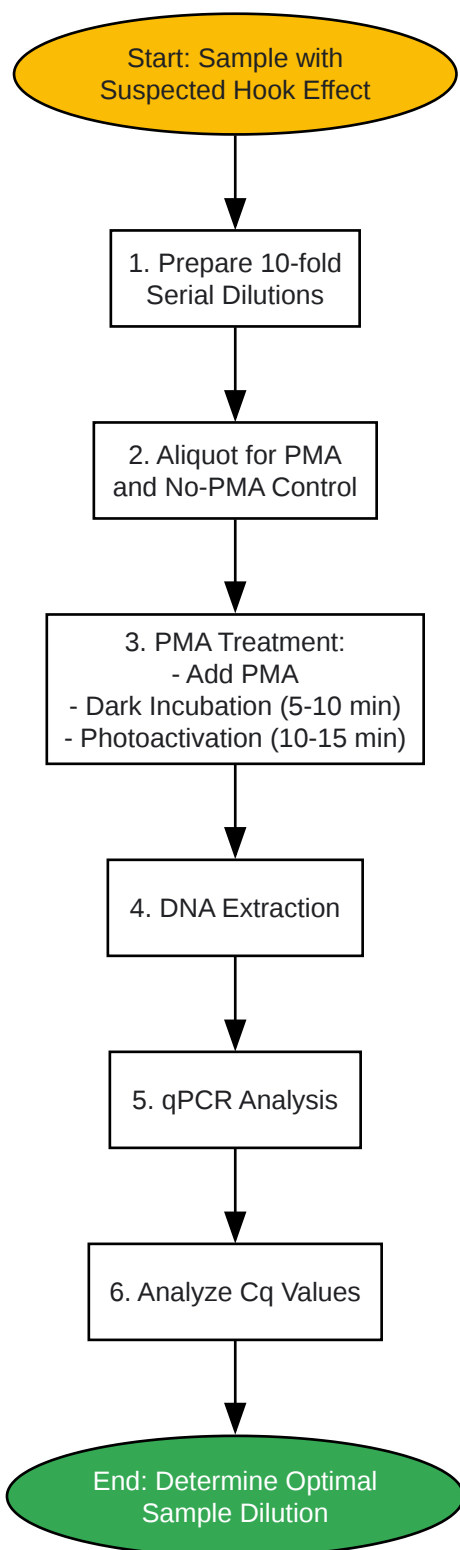 Start: Sample with
Suspected Hook Effect
1. Prepare 10-fold
Serial Dilutions
2. Aliquot for PMA
and No-PMA Control
3. PMA Treatment:
- Add PMA
- Dark Incubation (5-10 min)
- Photoactivation (10-15 min)
4. DNA Extraction
5. qPCR Analysis
6. Analyze Cq Values
End: Determine Optimal
Sample Dilution